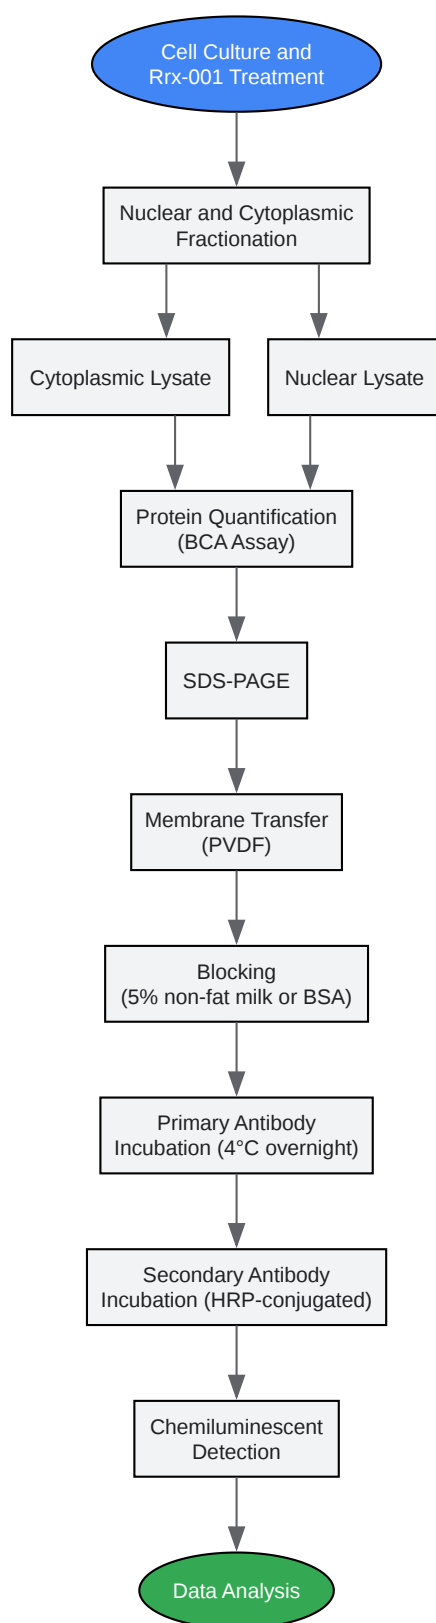 Cell Culture and
Rrx-001 Treatment
Nuclear and Cytoplasmic
Fractionation
Cytoplasmic Lysate
Nuclear Lysate
Protein Quantification
(BCA Assay)
SDS-PAGE
Membrane Transfer
(PVDF)
Blocking
(5% non-fat milk or BSA)
Primary Antibody
Incubation (4°C overnight)
Secondary Antibody
Incubation (HRP-conjugated)
Chemiluminescent
Detection
Data Analysis